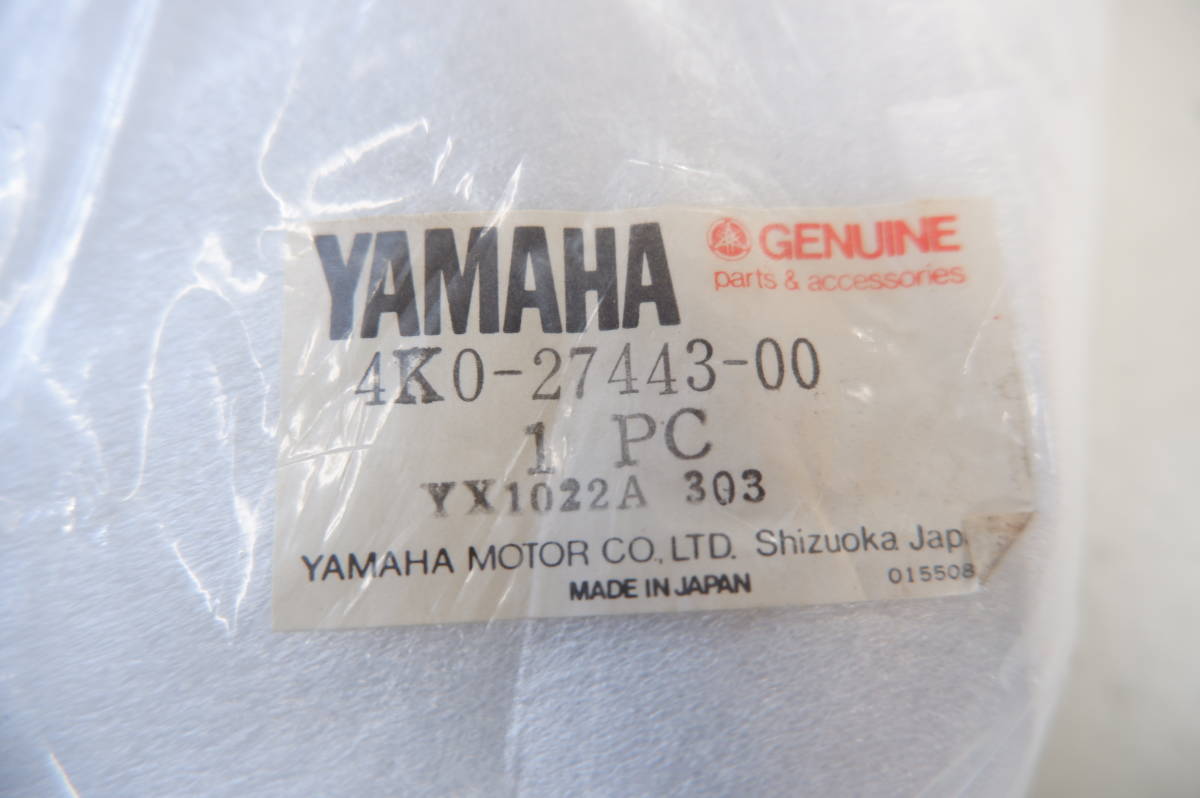 YAMAHA GENUINE
parts & accessories
4K0-27443-00
1 PC
YX1022A 303
YAMAHA MOTOR CO., LTD. Shizuoka Jap
MADE IN JAPAN 015508